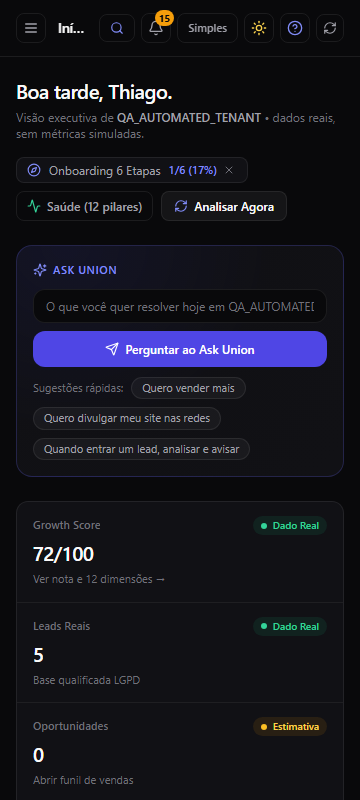 Iní...
15
Simples
Boa tarde, Thiago.
Visão executiva de QA_AUTOMATED_TENANT • dados reais,
sem métricas simuladas.
Onboarding 6 Etapas 1/6 (17%) ×
Saúde (12 pilares)
Analisar Agora
ASK UNION
O que você quer resolver hoje em QA_AUTOMATEI
Perguntar ao Ask Union
Sugestões rápidas: Quero vender mais
Quero divulgar meu site nas redes
Quando entrar um lead, analisar e avisar
Growth Score Dado Real
72/100
Ver nota e 12 dimensões →
Leads Reais Dado Real
5
Base qualificada LGPD
Oportunidades Estimativa
0
Abrir funil de vendas